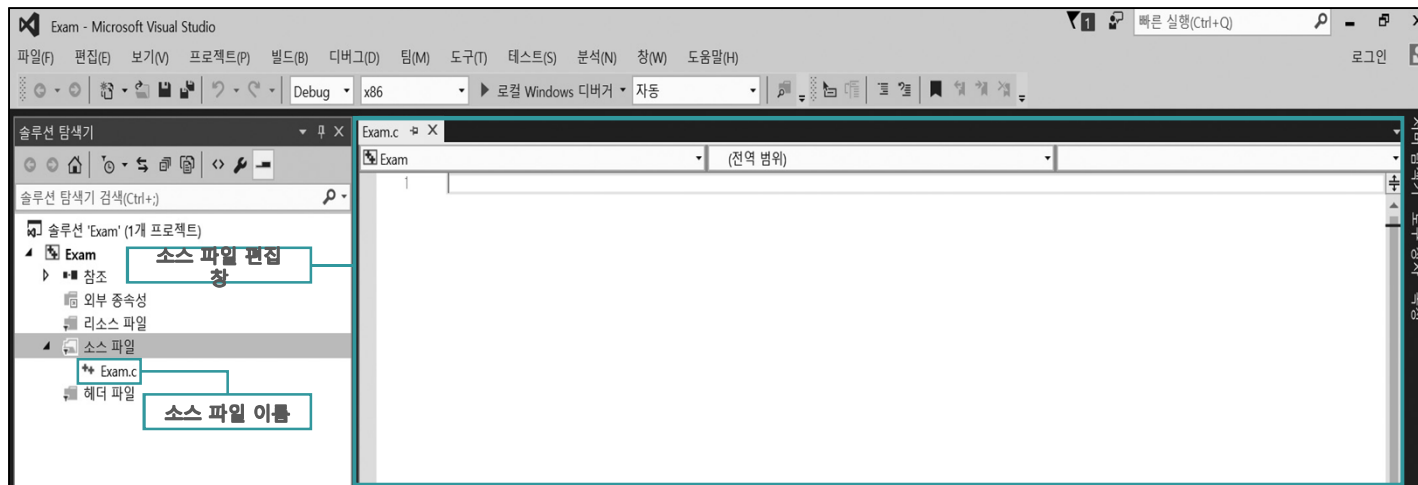 Exam - Microsoft Visual Studio
1
빠른 실행(Ctrl+Q)
파일(F) 편집(E) 보기(V) 프로젝트(P) 빌드(B) 디버그(D) 팀(M) 도구(T) 테스트(S) 분석(N) 창(W) 도움말(H)
로그인
Debug x86 로컬 Windows 디버거 자동
솔루션 탐색기
솔루션 탐색기 검색(Ctrl+;)
솔루션 'Exam' (1개 프로젝트)
Exam
참조
외부 종속성
리소스 파일
소스 파일
Exam.c
헤더 파일
소스 파일 편집
창
소스 파일 이름
Exam.c
Exam (전역 범위)
1